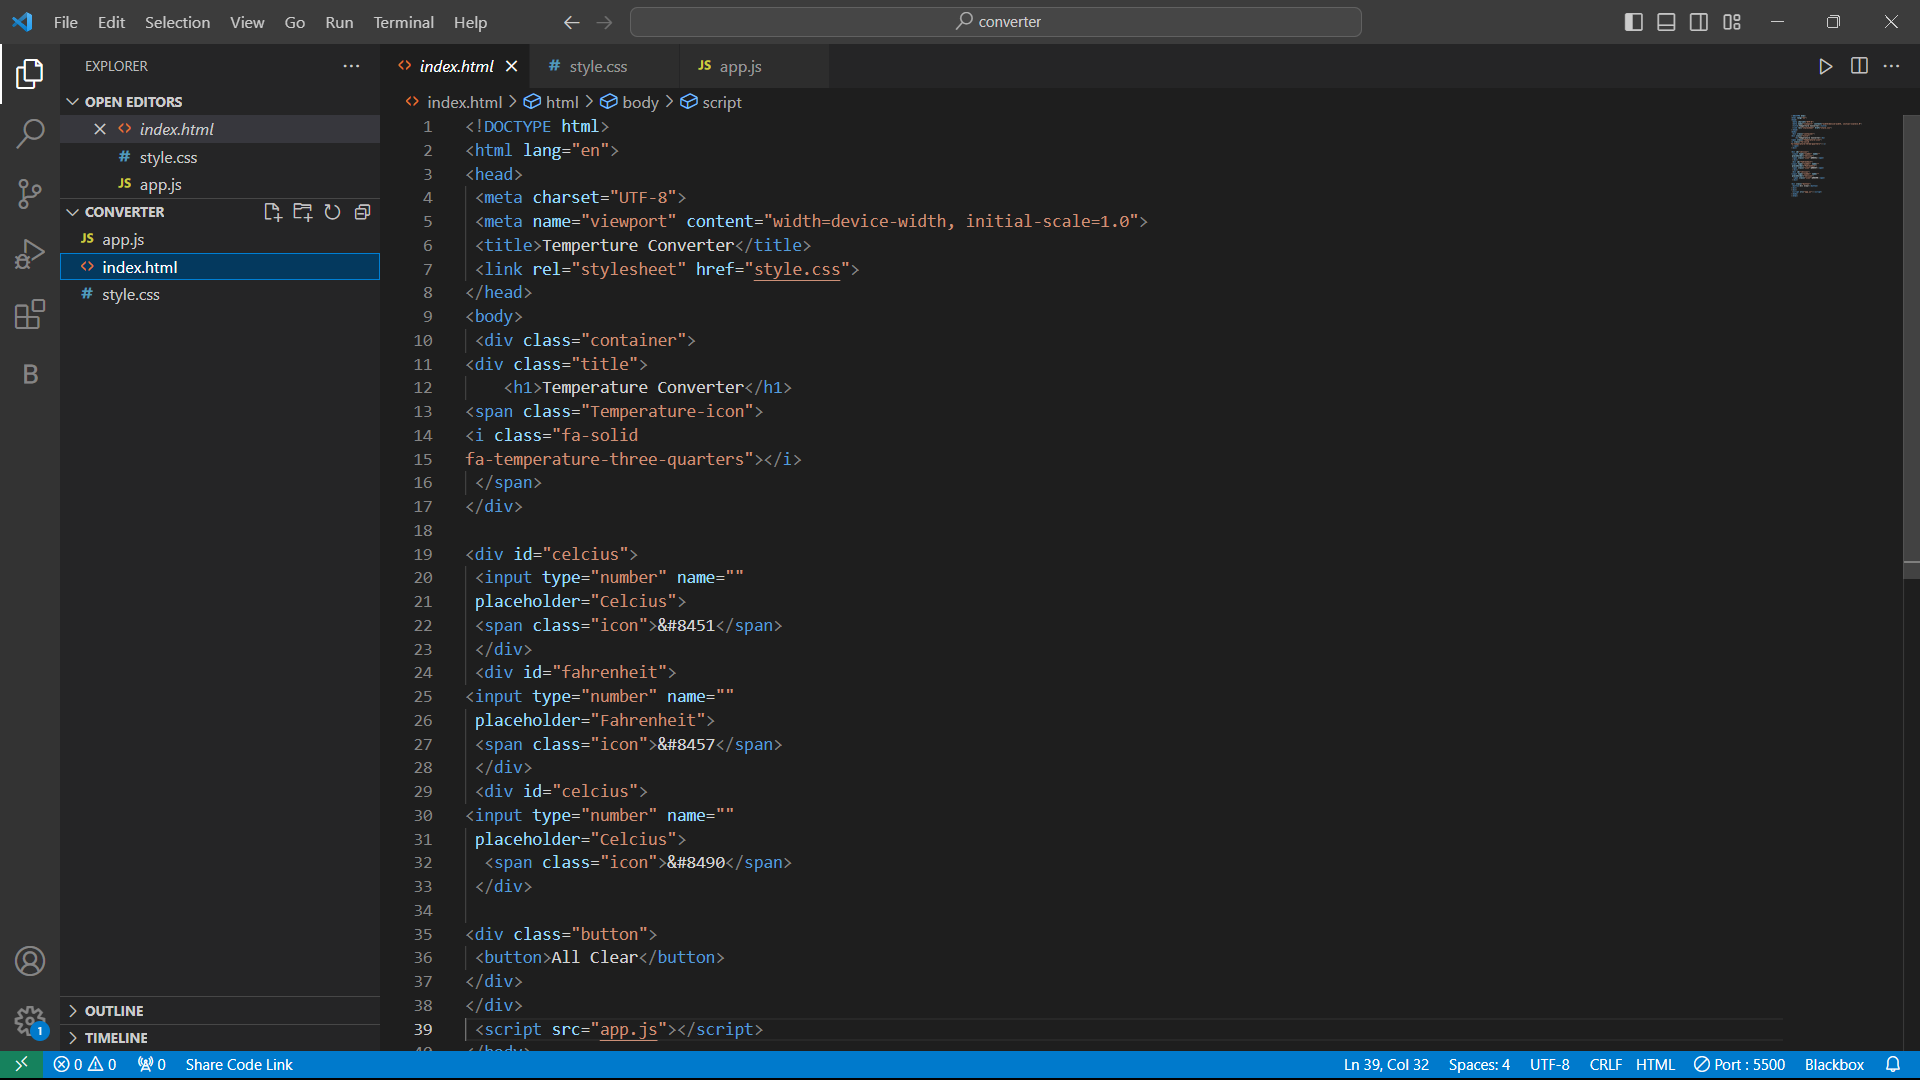 File Edit Selection View Go Run Terminal Help
converter
EXPLORER
OPEN EDITORS
index.html
# style.css
JS app.js
CONVERTER
JS app.js
index.html
# style.css
OUTLINE
TIMELINE
B
1
index.html
# style.css
JS app.js
index.html > html > body > script
1 <!DOCTYPE html>
2 <html lang="en">
3 <head>
4 <meta charset="UTF-8">
5 <meta name="viewport" content="width=device-width, initial-scale=1.0">
6 <title>Temperture Converter</title>
7 <link rel="stylesheet" href="style.css">
8 </head>
9 <body>
10 <div class="container">
11 <div class="title">
12 <h1>Temperature Converter</h1>
13 <span class="Temperature-icon">
14 <i class="fa-solid
15 fa-temperature-three-quarters"></i>
16 </span>
17 </div>
18
19 <div id="celcius">
20 <input type="number" name=""
21 placeholder="Celcius">
22 <span class="icon">&#8451</span>
23 </div>
24 <div id="fahrenheit">
25 <input type="number" name=""
26 placeholder="Fahrenheit">
27 <span class="icon">&#8457</span>
28 </div>
29 <div id="celcius">
30 <input type="number" name=""
31 placeholder="Celcius">
32 <span class="icon">&#8490</span>
33 </div>
34
35 <div class="button">
36 <button>All Clear</button>
37 </div>
38 </div>
39 <script src="app.js"></script>
40 </body>
0 0 0 Share Code Link Ln 39, Col 32 Spaces: 4 UTF-8 CRLF HTML Port : 5500 Blackbox